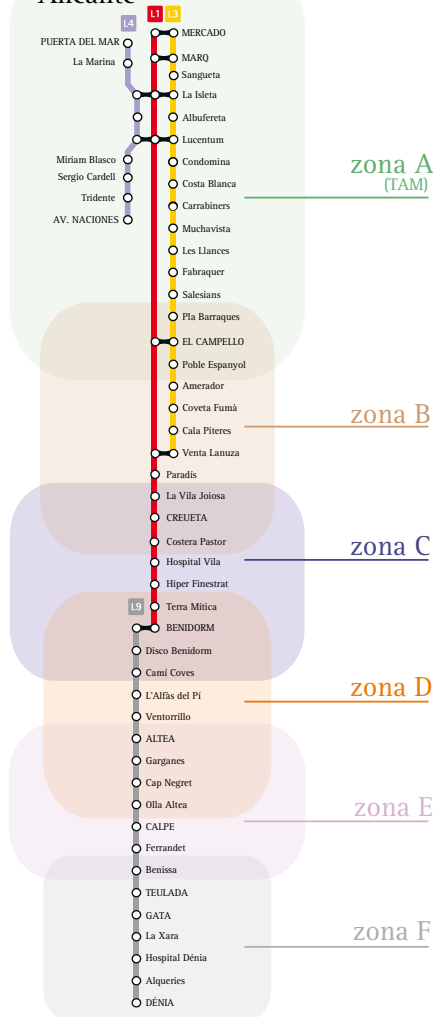 Alicante
L4
L1
L3
MERCADO
PUERTA DEL MAR
MARQ
La Marina
Sangueta
La Isleta
Albufereta
Lucentum
Miriam Blasco
Condomina
Sergio Cardell
Costa Blanca
Tridente
Carrabiners
AV. NACIONES
Muchavista
Les Llances
Fabraquer
Salesians
Pla Barraques
EL CAMPELLO
Poble Espanyol
Amerador
Coveta Fumà
Cala Piteres
Venta Lanuza
Paradís
La Vila Joiosa
CREUETA
Costera Pastor
Hospital Vila
Hiper Finestrat
L9
Terra Mítica
BENIDORM
Disco Benidorm
Camí Coves
L'Alfàs del Pí
Ventorrillo
ALTEA
Garganes
Cap Negret
Olla Altea
CALPE
Ferrandet
Benissa
TEULADA
GATA
La Xara
Hospital Dénia
Alqueries
DÉNIA
zona A
(TAM)
zona B
zona C
zona D
zona E
zona F